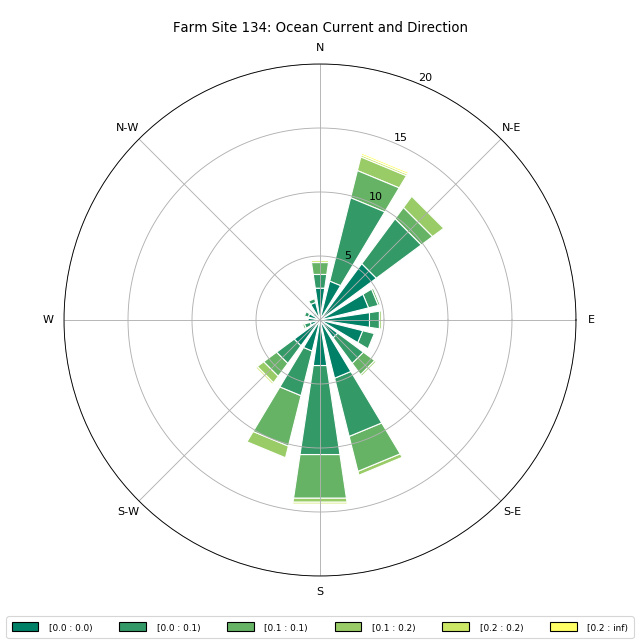 Farm Site 134: Ocean Current and Direction
N
20
N-W
N-E
15
10
5
W
E
S-W
S-E
S
[0.0 : 0.0) [0.0 : 0.1) [0.1 : 0.1) [0.1 : 0.2) [0.2 : 0.2) [0.2 : inf)